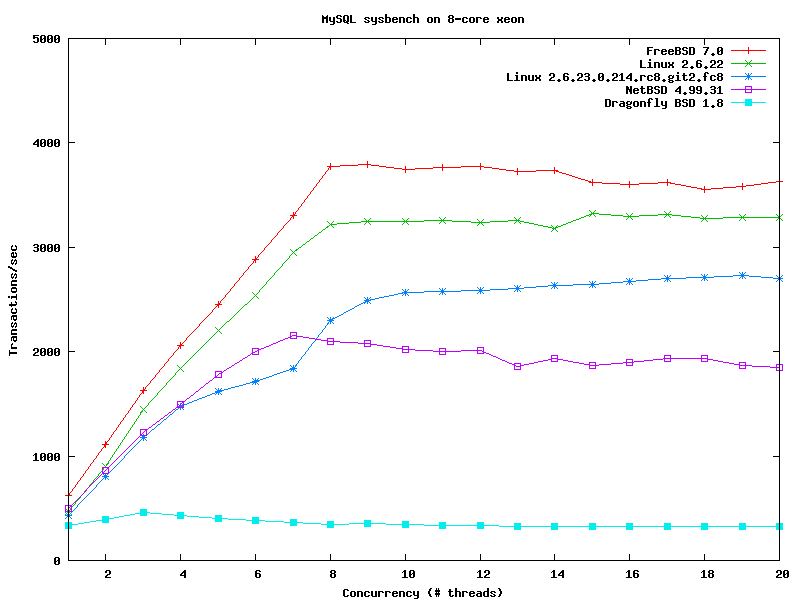 MySQL sysbench on 8-core xeon
5000
4000
3000
2000
1000
0
Transactions/sec
FreeBSD 7.0
Linux 2.6.22
Linux 2.6.23.0.214.rc8.git2.fc8
NetBSD 4.99.31
Dragonfly BSD 1.8
2 4 6 8 10 12 14 16 18 20
Concurrency (# threads)